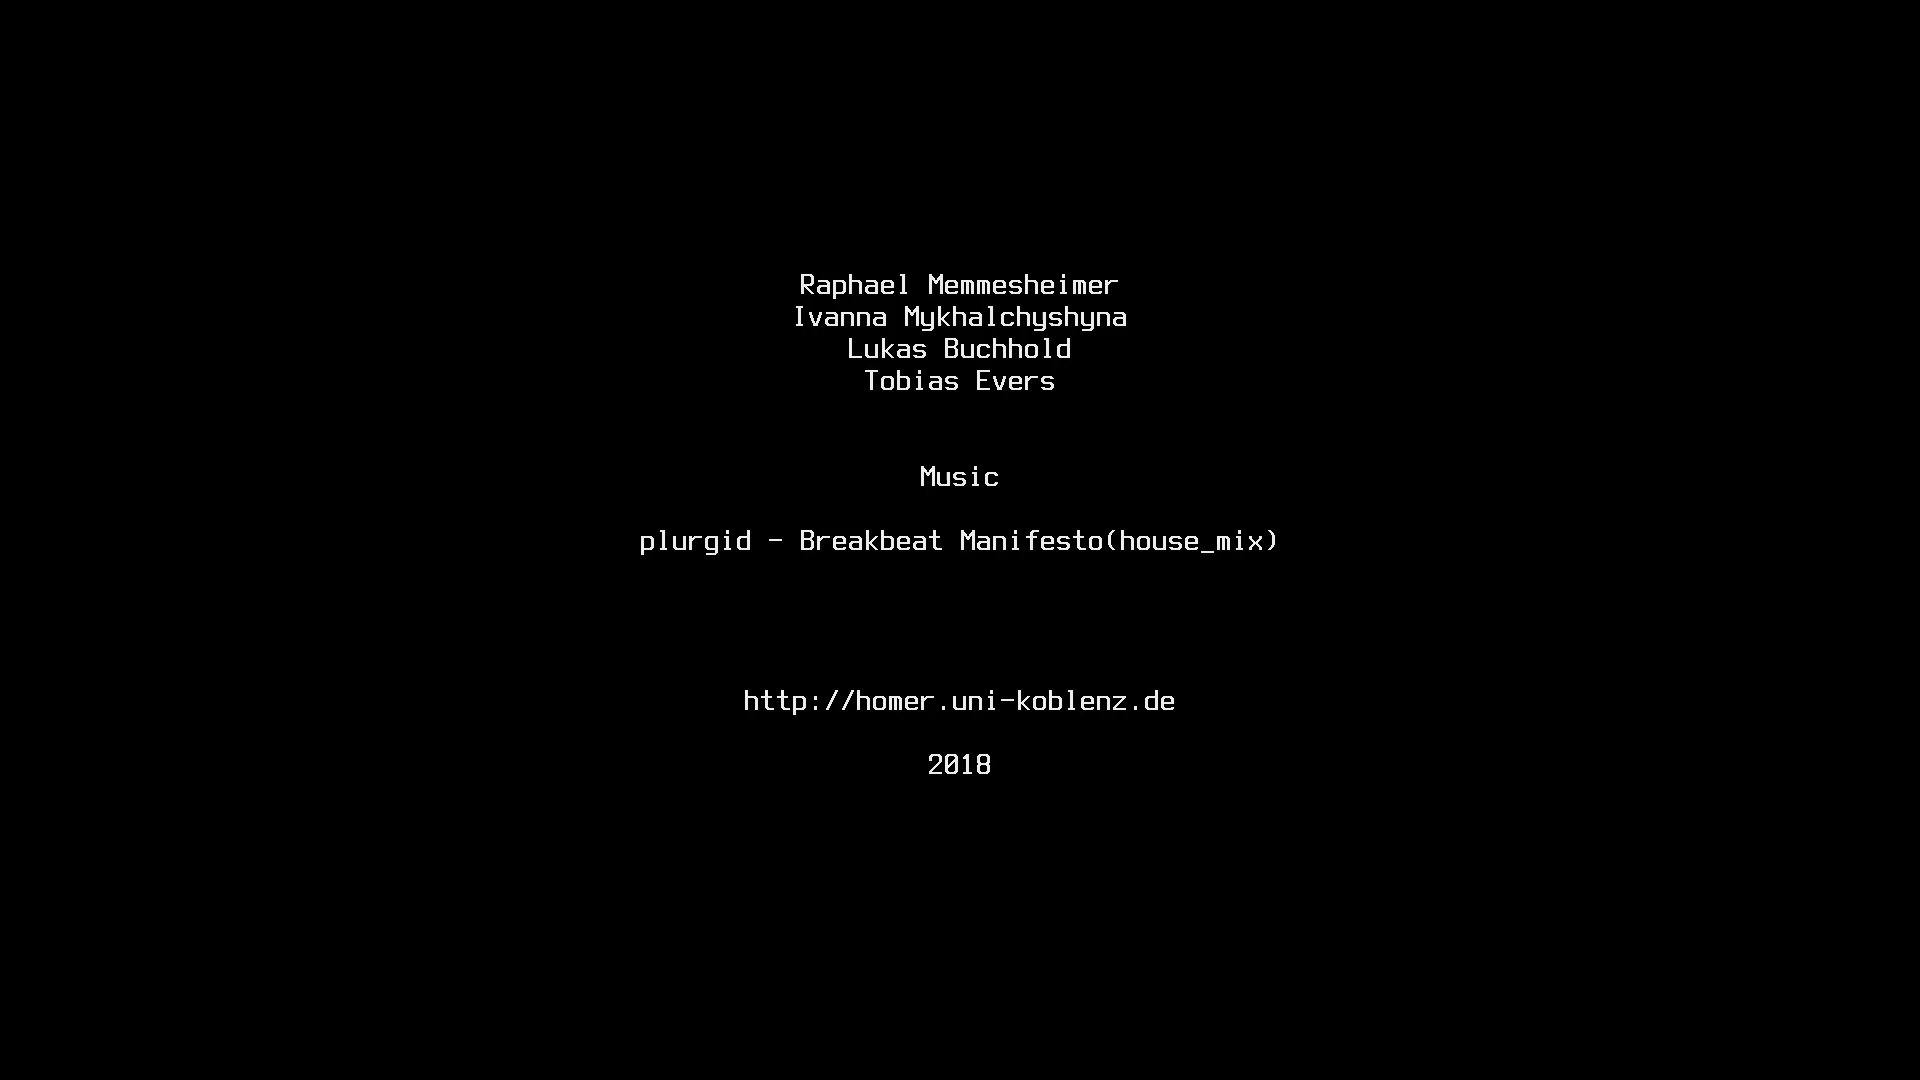 Raphael Memmesheimer
Ivanna Mykhalchyshyna
Lukas Buchhold
Tobias Evers
Music
plurgid - Breakbeat Manifesto(house_mix)
http://homer.uni-koblenz.de
2018